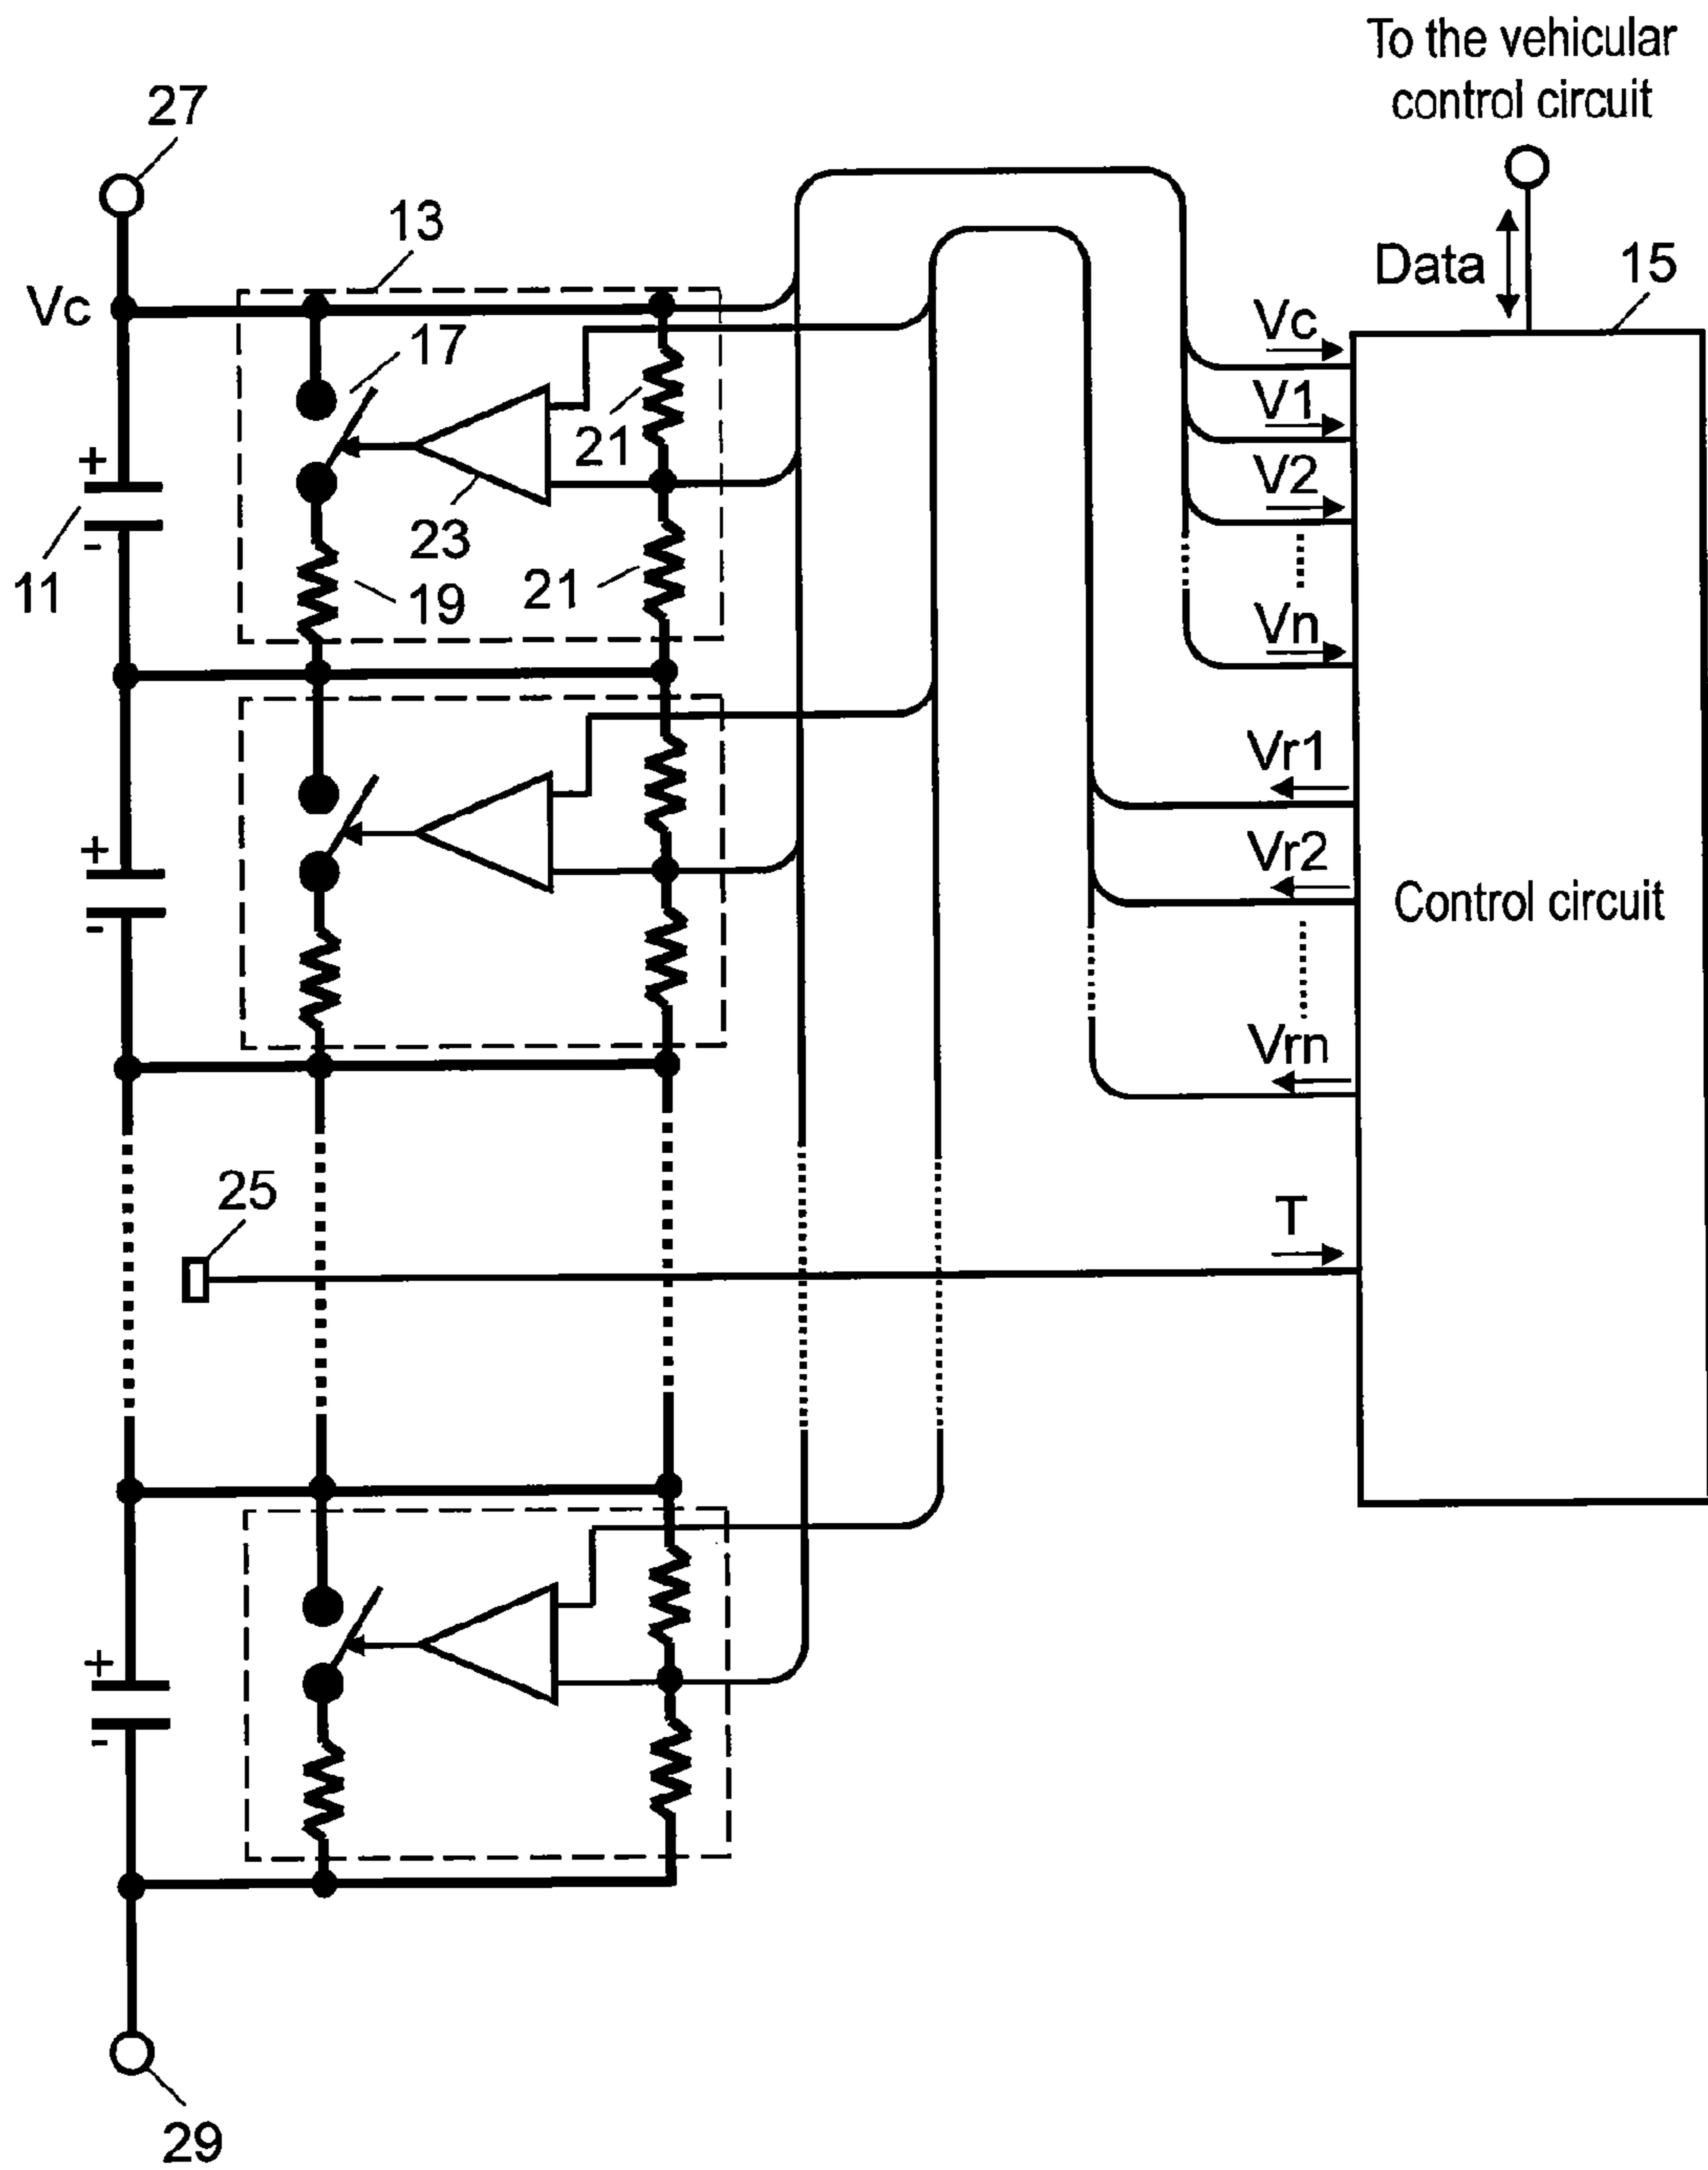 To the vehicular
control circuit
27
13
Data
15
Vc
17
Vc
V1
21
+
V2
23
-
11
19
21
Vn
Vr1
+
Vr2
Control circuit
-
Vrn
25
T
+
-
29